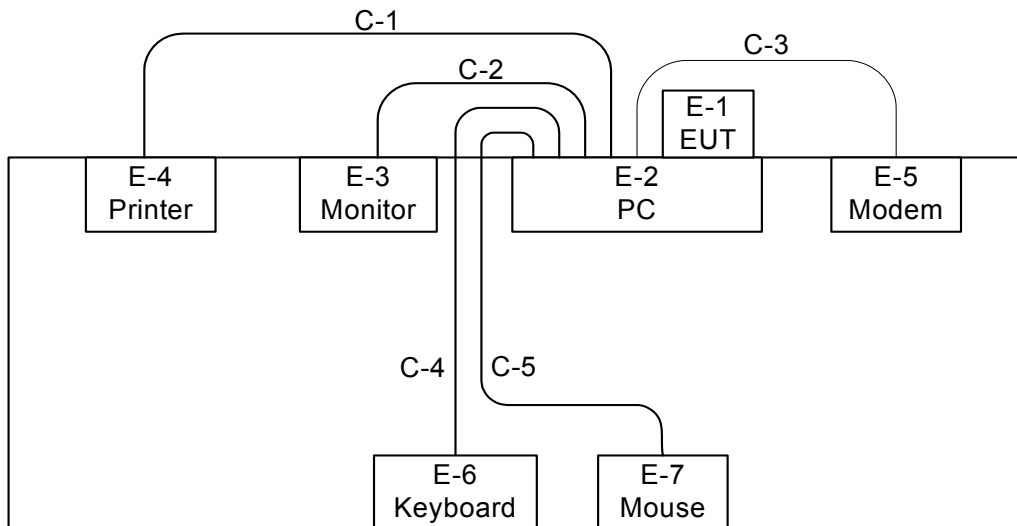 C-1
C-2
C-3
E-1
EUT
E-4
Printer
E-3
Monitor
E-2
PC
E-5
Modem
C-4
C-5
E-6
Keyboard
E-7
Mouse